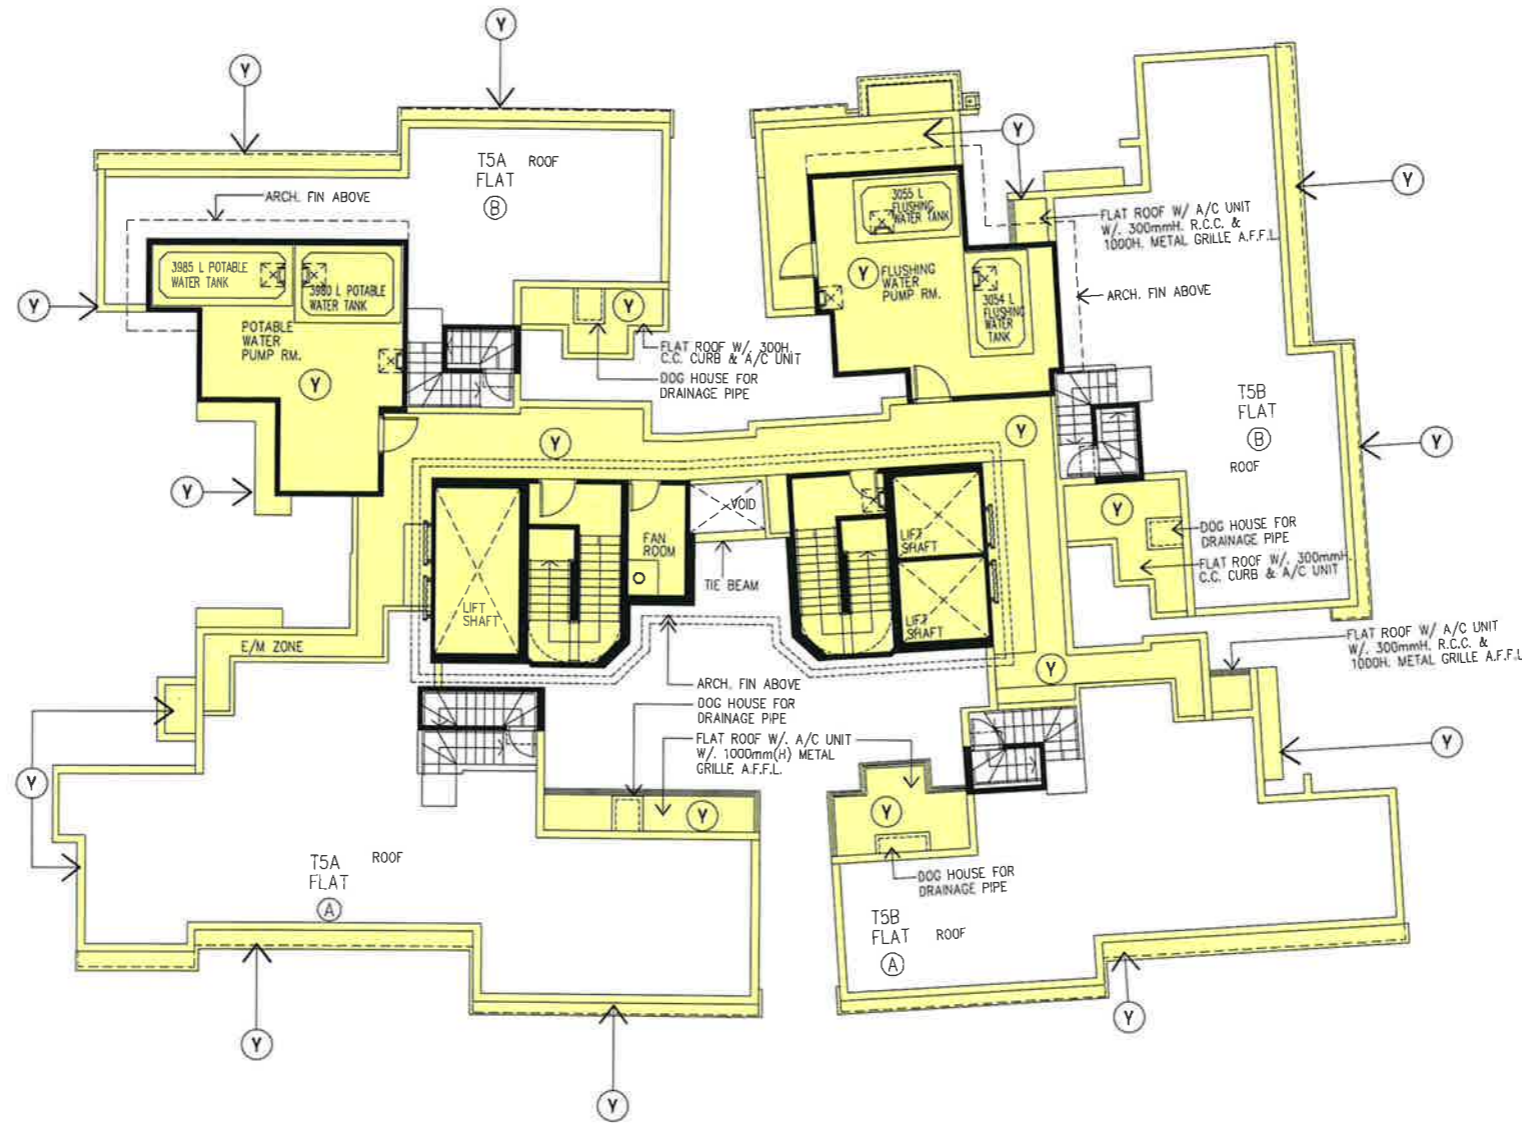 Y
Y
T5A ROOF
FLAT
B
ARCH. FIN ABOVE
3985 L POTABLE
WATER TANK
3980 L POTABLE
WATER TANK
POTABLE
WATER
PUMP RM.
Y
Y
Y
Y
FLAT ROOF W/ 300H.
C.C. CURB & A/C UNIT
DOG HOUSE FOR
DRAINAGE PIPE
Y
Y
3055 L
FLUSHING
WATER TANK
Y
FLUSHING
WATER
PUMP RM.
3054 L
FLUSHING
WATER
TANK
FLAT ROOF W/ A/C UNIT
W/. 300mmH. R.C.C. &
1000H. METAL GRILLE A.F.F.L.
ARCH. FIN ABOVE
Y
T5B
FLAT
B
ROOF
Y
Y
Y
DOG HOUSE FOR
DRAINAGE PIPE
FLAT ROOF W/. 300mmH.
C.C. CURB & A/C UNIT
LIFT
SHAFT
FAN
ROOM
VOID
TIE BEAM
LIFT
SHAFT
LIFT
SHAFT
E/M ZONE
FLAT ROOF W/ A/C UNIT
W/. 300mmH. R.C.C. &
1000H. METAL GRILLE A.F.F.L
Y
ARCH. FIN ABOVE
DOG HOUSE FOR
DRAINAGE PIPE
FLAT ROOF W/. A/C UNIT
W/. 1000mm(H) METAL
GRILLE A.F.F.L.
Y
Y
Y
Y
T5A ROOF
FLAT
A
DOG HOUSE FOR
DRAINAGE PIPE
T5B
FLAT ROOF
A
Y
Y
Y